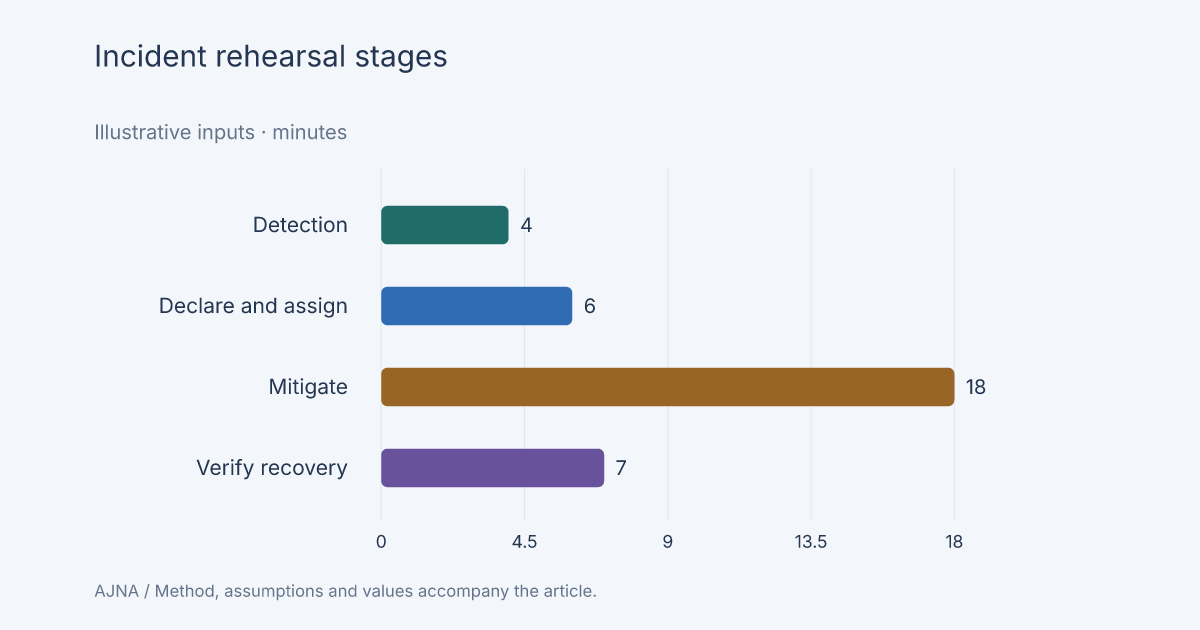 Incident rehearsal stages
Illustrative inputs · minutes
Detection 4
Declare and assign 6
Mitigate 18
Verify recovery 7
0 4.5 9 13.5 18
AJNA / Method, assumptions and values accompany the article.